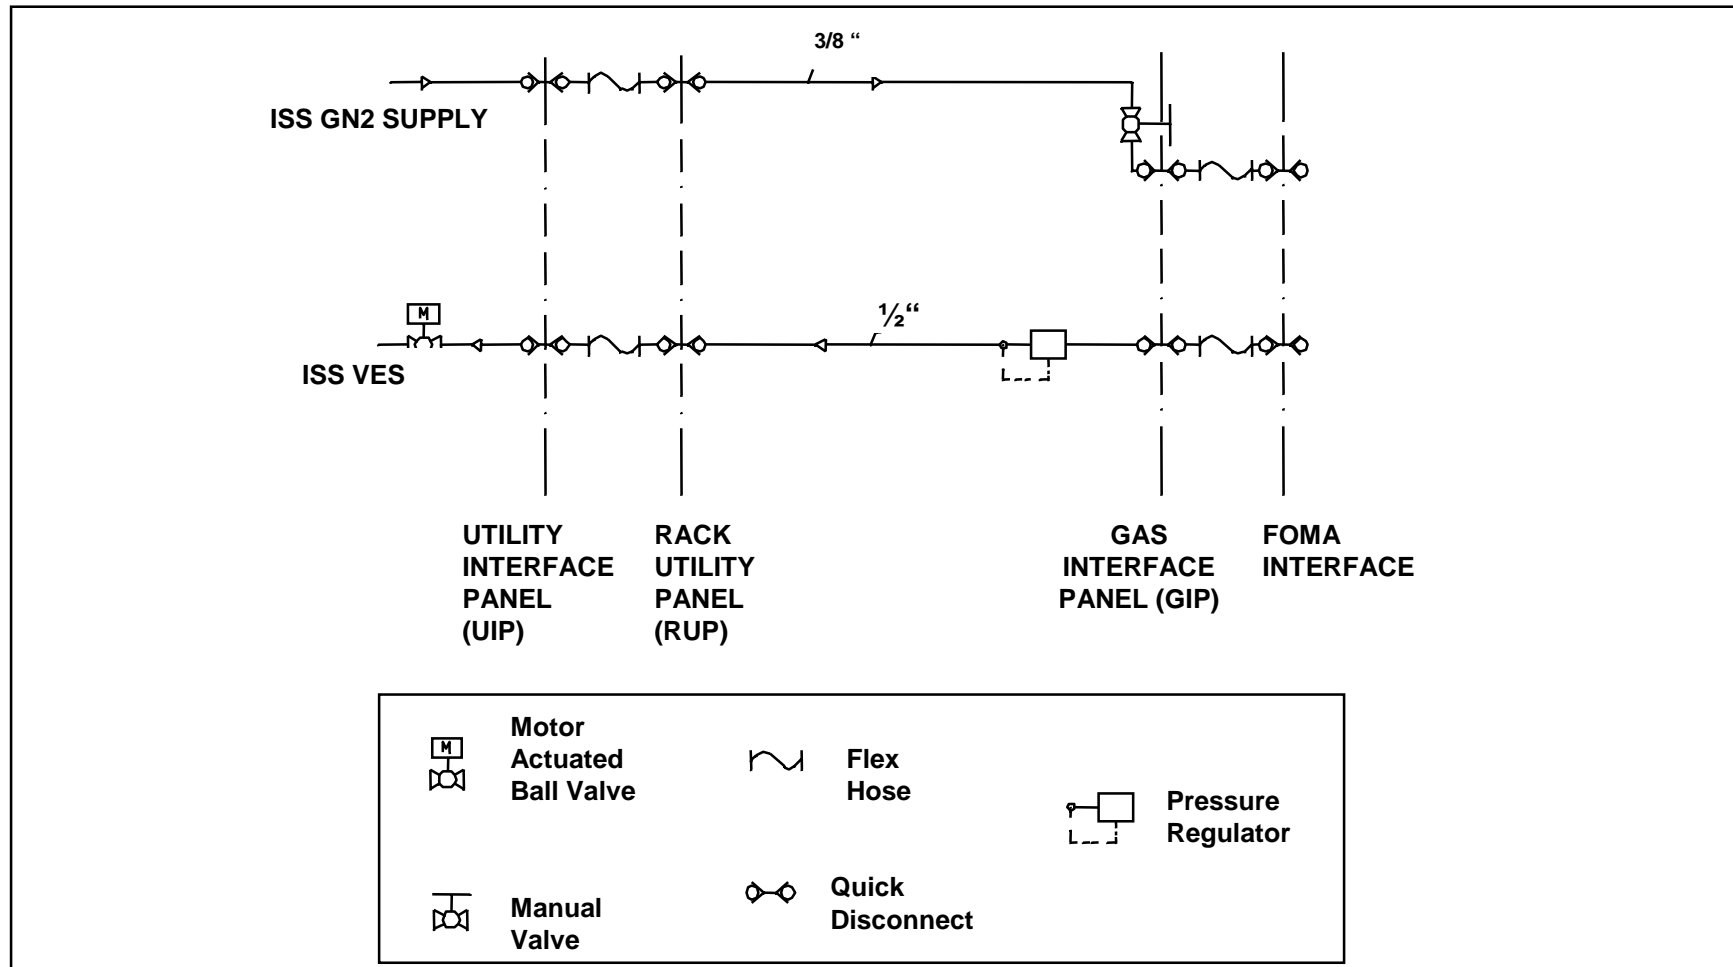 3/8 “
ISS GN2 SUPPLY
M
½“
ISS VES
UTILITY
INTERFACE
PANEL
(UIP)
RACK
UTILITY
PANEL
(RUP)
GAS
INTERFACE
PANEL (GIP)
FOMA
INTERFACE
M
Motor
Actuated
Ball Valve
Flex
Hose
Pressure
Regulator
Manual
Valve
Quick
Disconnect